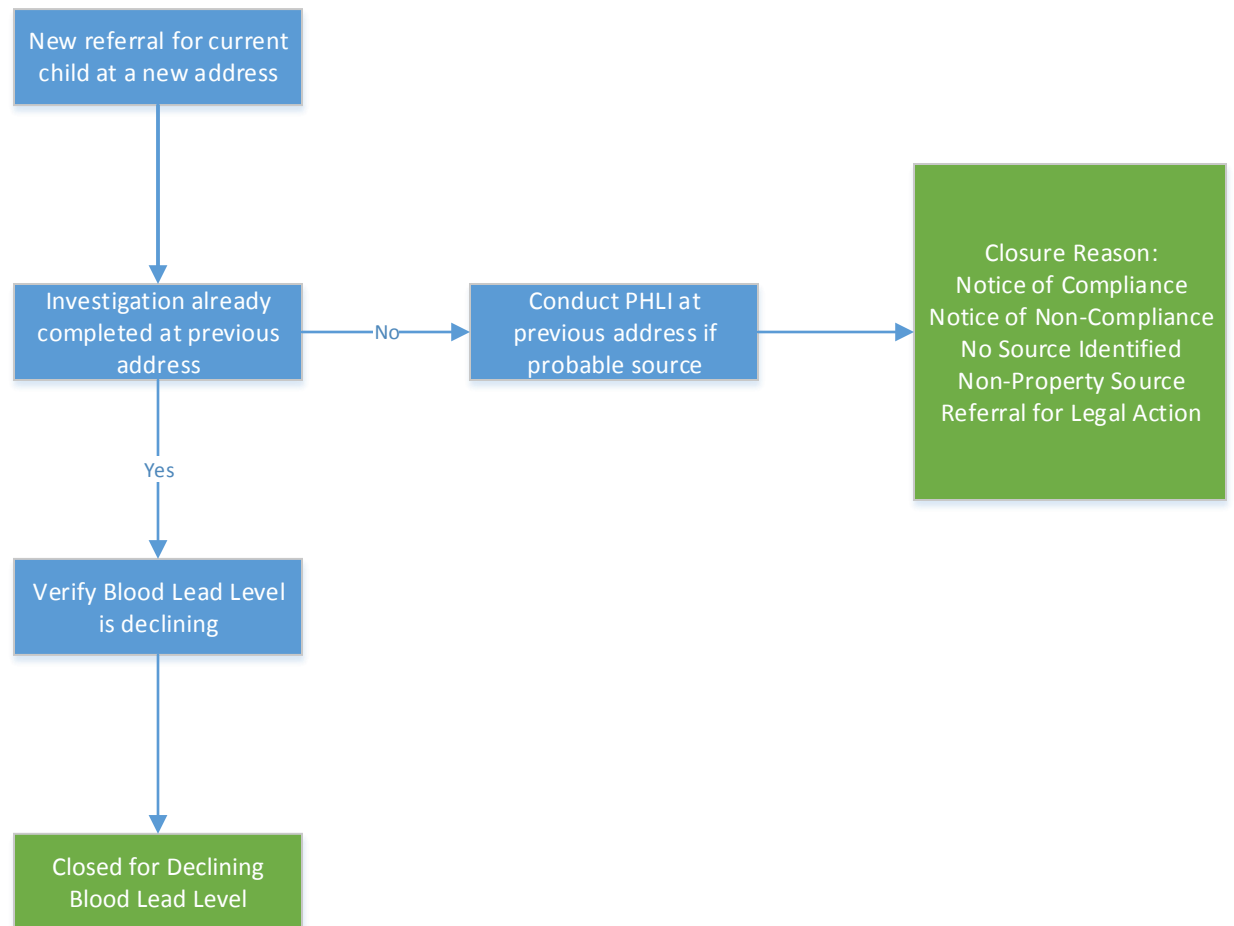 New referral for current
child at a new address
Investigation already
completed at previous
address
No
Conduct PHLI at
previous address if
probable source
Closure Reason:
Notice of Compliance
Notice of Non-Compliance
No Source Identified
Non-Property Source
Referral for Legal Action
Yes
Verify Blood Lead Level
is declining
Closed for Declining
Blood Lead Level